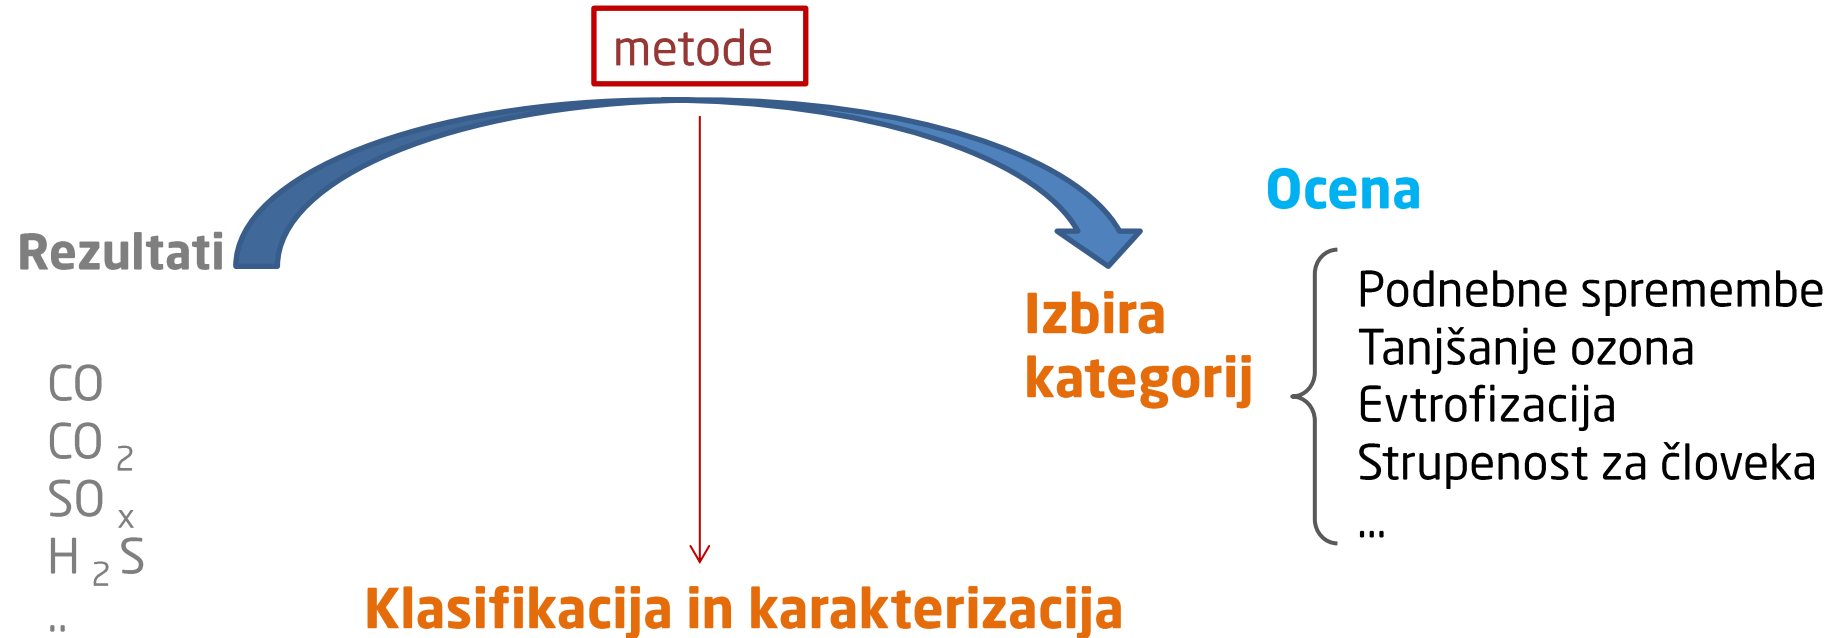 metode
Ocena
Rezultati
Izbira
kategorij
Podnebne spremembe
Tanjšanje ozona
Evtrofizacija
Strupenost za človeka
...
CO
CO 2
SO x
H 2 S
..
Klasifikacija in karakterizacija